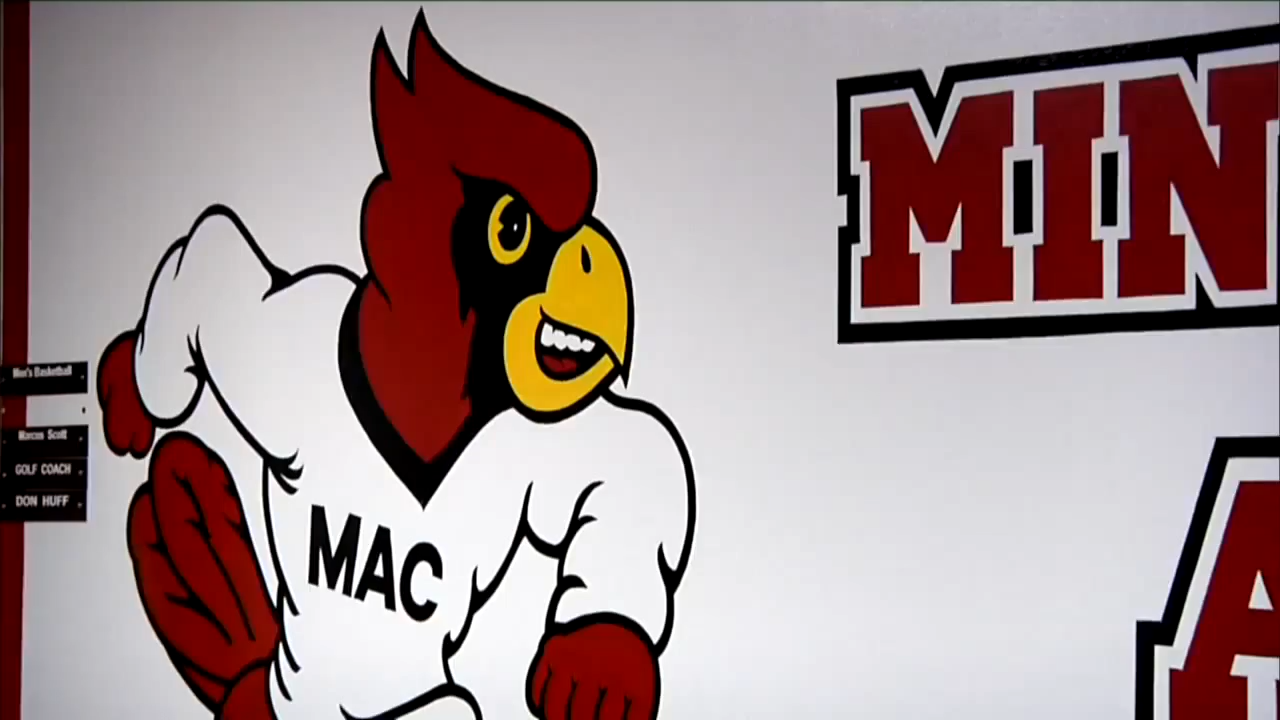 MIN
Men's Basketball
Marcus Scott
GOLF COACH
DON HUFF
MAC
A